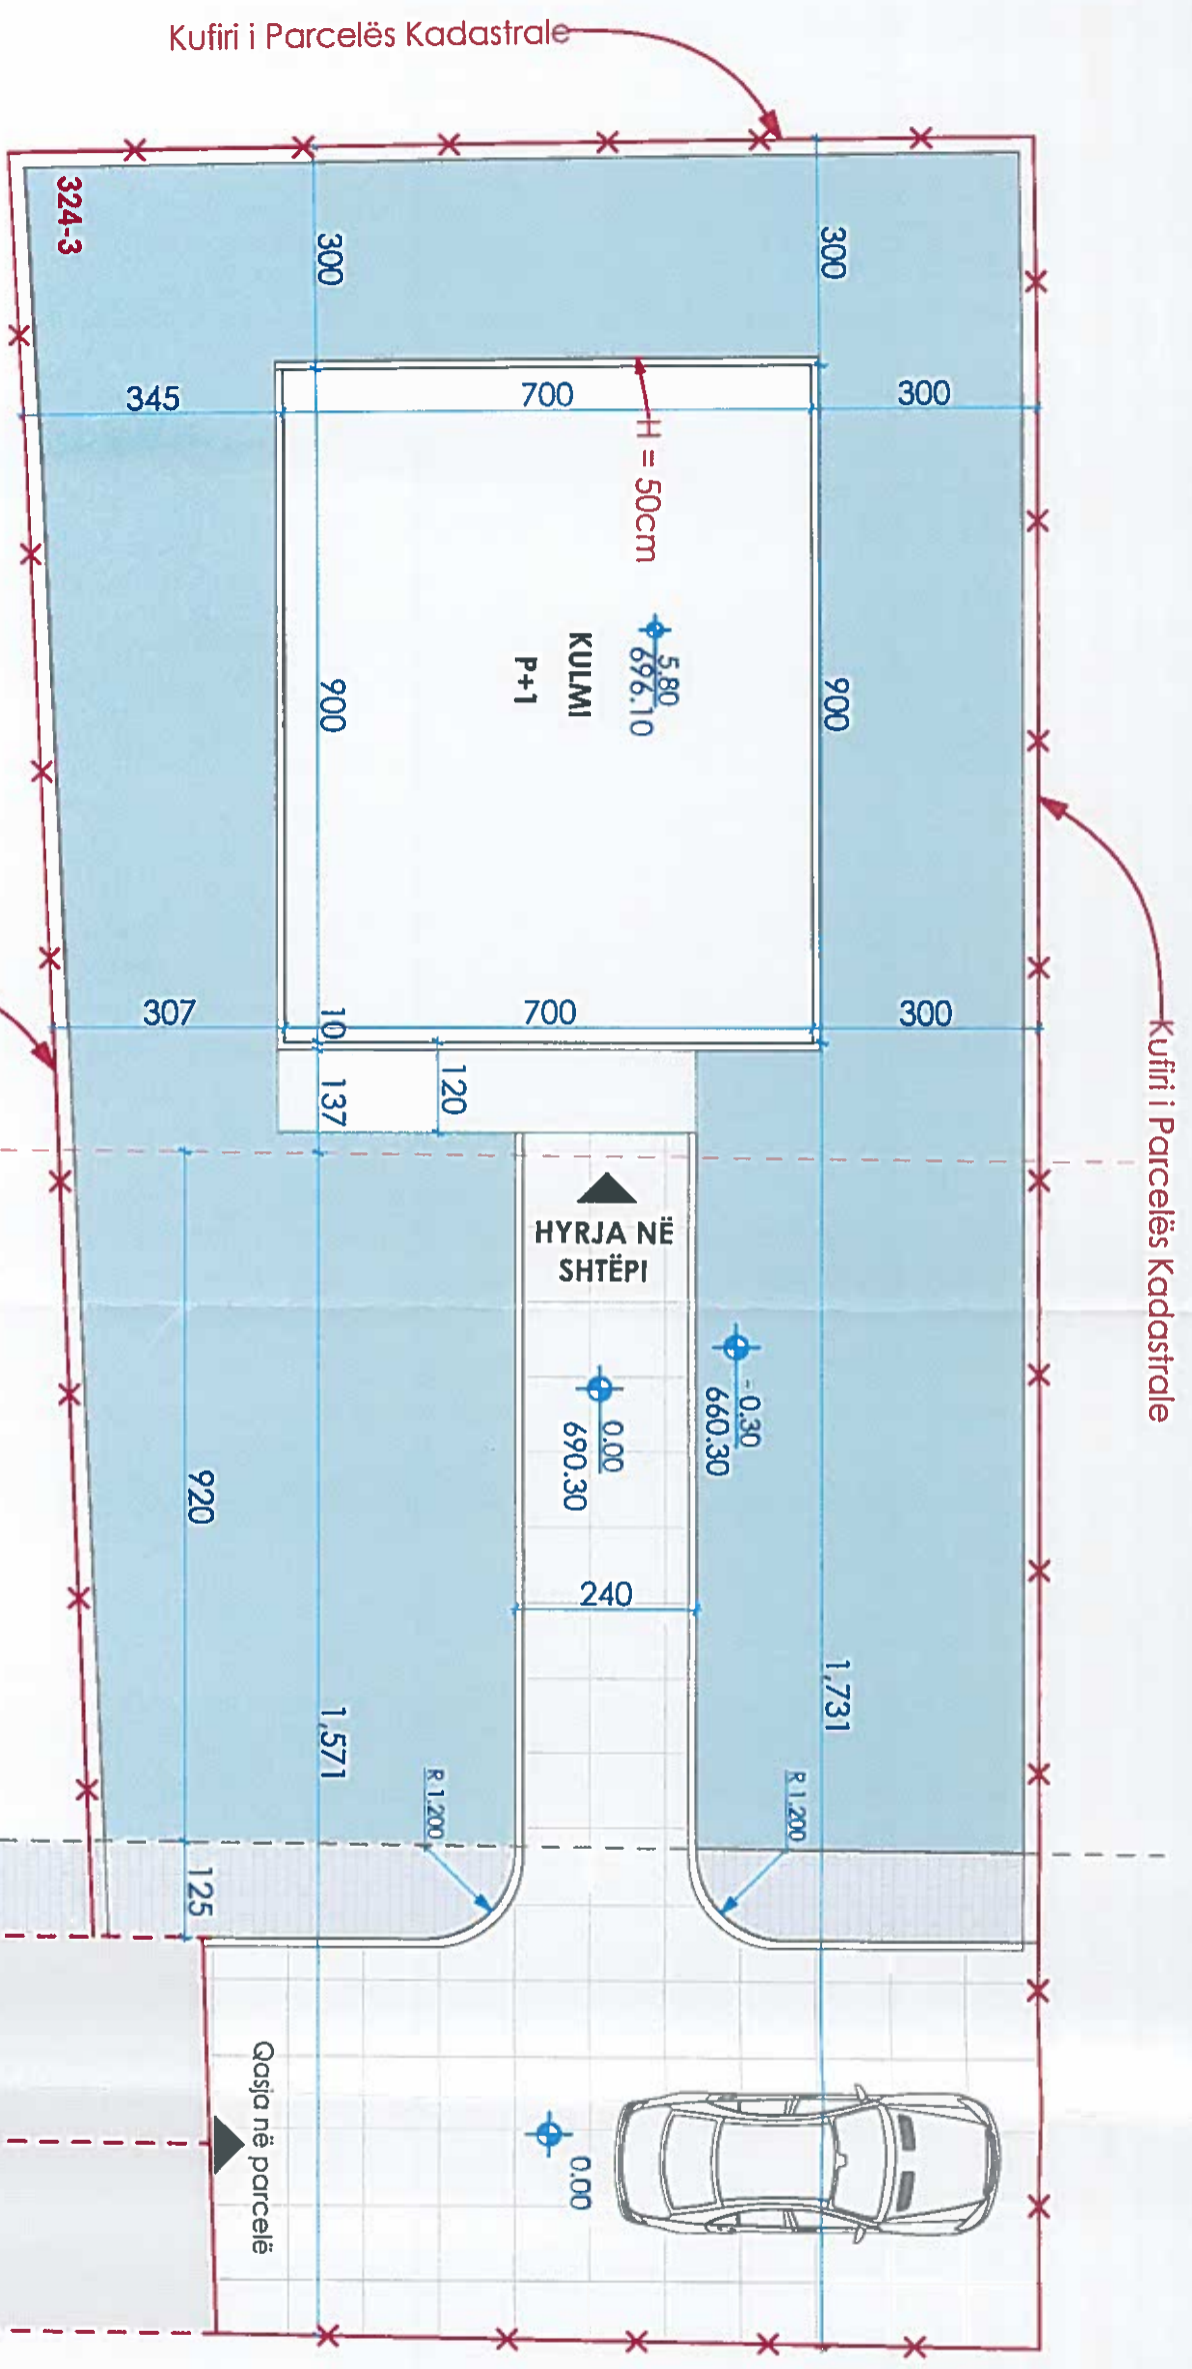 Kufiri i Parcelës Kadastrale
324-3
300
300
345
700
300
H = 50cm
5.80
696.10
KULMI
P+1
900
900
Kufiri i Parcelës Kadastrale
307
10
700
300
137
120
HYRJA NË
SHTËPI
- 0.30
660.30
0.00
690.30
920
240
1,571
1,731
R 1,200
R 1,200
125
Qasja në parcelë
0.00